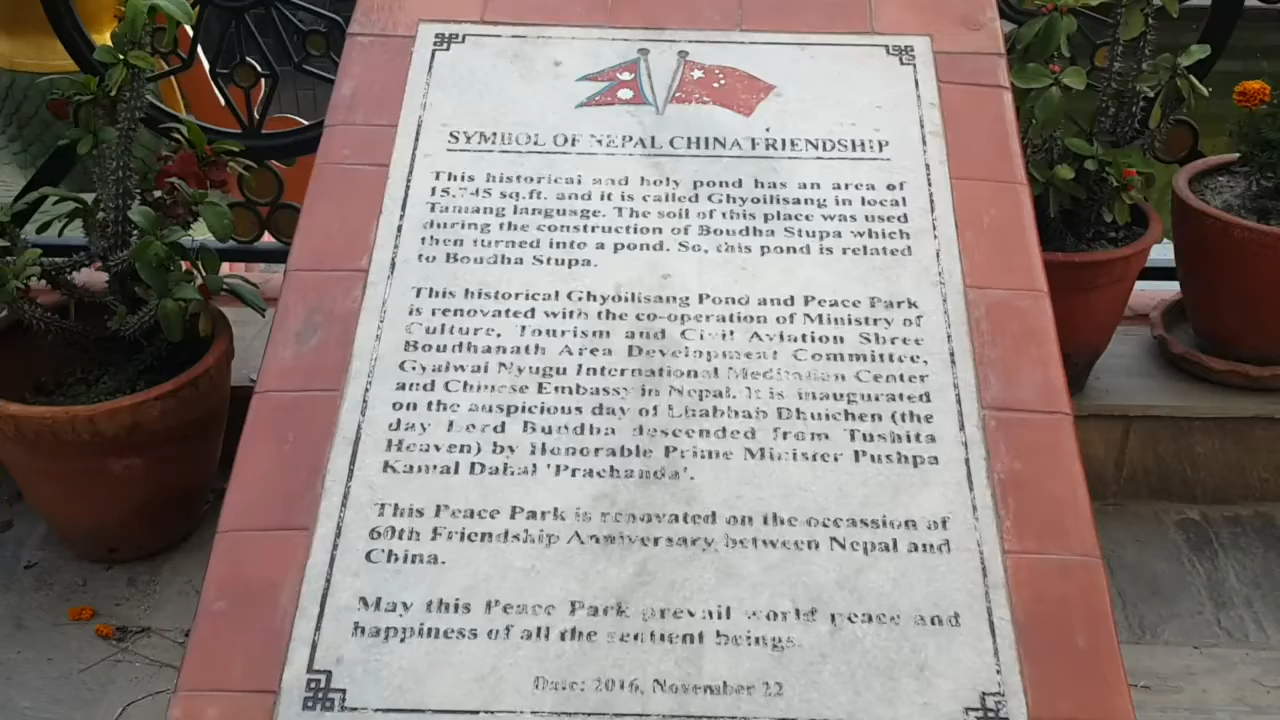 SYMBOL OF NEPAL CHINA FRIENDSHIP
This historical and holy pond has an area of
15.745 sq.ft. and it is called Ghyoilisang in local
Tamang language. The soil of this place was used
during the construction of Boudha Stupa which
then turned into a pond. So, this pond is related
to Boudha Stupa.
This historical Ghyoilisang Pond and Peace Park
is renovated with the co-operation of Ministry of
Culture, Tourism and Civil Aviation Shree
Boudhanath Area Development Committee,
Gyalwai Nyugu International Meditation Center
and Chinese Embassy in Nepal. It is inaugurated
on the auspicious day of Lhabhab Dhuichen (the
day Lord Buddha descended from Tushita
Heaven) by Honorable Prime Minister Pushpa
Kamal Dahal 'Prachanda'.
This Peace Park is renovated on the occassion of
60th Friendship Anniversary between Nepal and
China.
May this Peace Park prevail world peace and
happiness of all the sentient beings.
Date: 2016, November 22